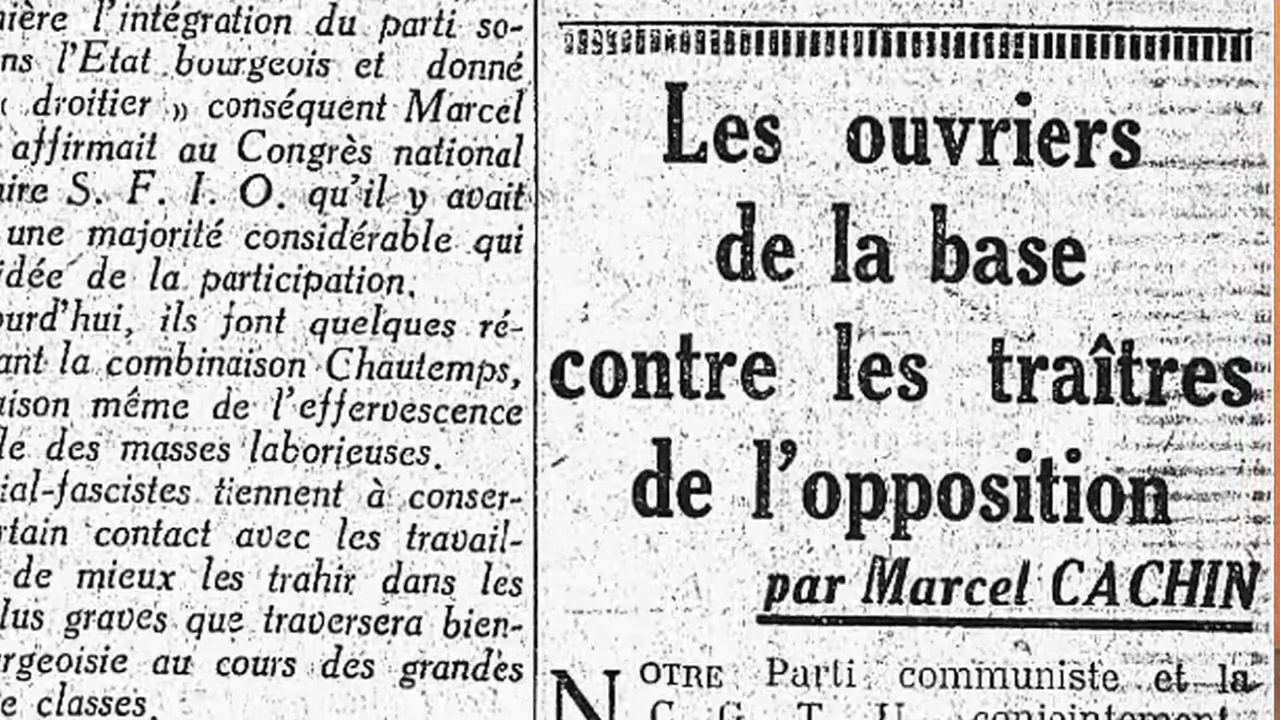 nière l'intégration du parti so-
ns l'Etat bourgeois et donné
« droitier » conséquent Marcel
affirmait au Congrès national
ire S. F. I. O. qu'il y avait
une majorité considérable qui
idée de la participation.
ourd'hui, ils font quelques ré-
ant la combinaison Chautemps,
aison même de l'effervescence
le des masses laborieuses.
ial-fascistes tiennent à conser-
rtain contact avec les travail-
de mieux les trahir dans les
lus graves que traversera bien-
rgeoisie au cours des grandes
e classes.
Les ouvriers
de la base
contre les traîtres
de l'opposition
par Marcel CACHIN
NOTRE Parti communiste et la
C. G. T. U. conjointement